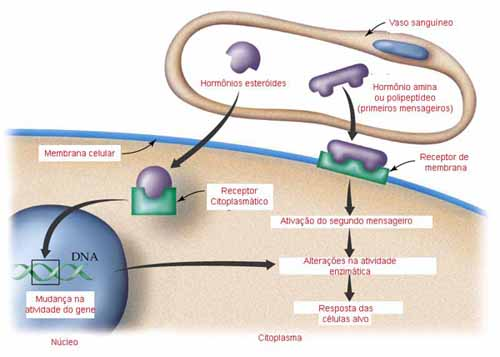 Vaso sanguíneo
Hormônios esteróides
Hormônio amina
ou polipeptídeo
(primeiros mensageiros)
Membrana celular
Receptor de
membrana
Receptor
Citoplasmático
Ativação do segundo mensageiro
DNA
Alterações na atividade
enzimática
Mudança na
atividade do gene
Resposta das
células alvo
Núcleo
Citoplasma